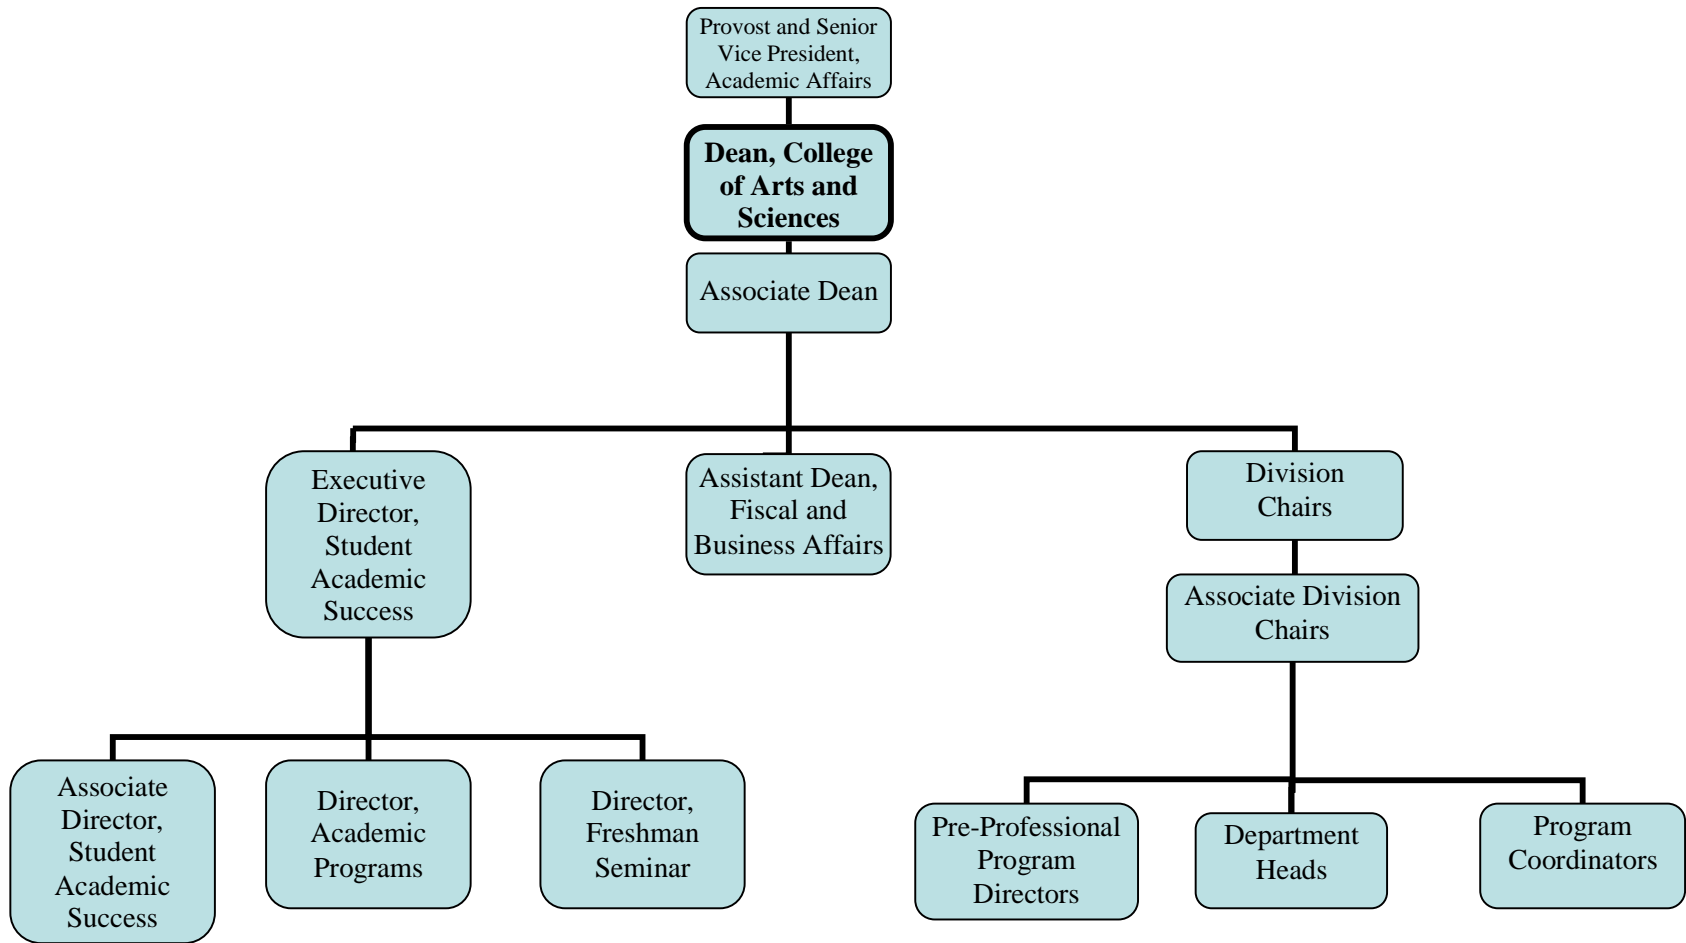 Provost and Senior
Vice President,
Academic Affairs
Dean, College
of Arts and
Sciences
Associate Dean
Executive
Director,
Student
Academic
Success
Assistant Dean,
Fiscal and
Business Affairs
Division
Chairs
Associate Division
Chairs
Associate
Director,
Student
Academic
Success
Director,
Academic
Programs
Director,
Freshman
Seminar
Pre-Professional
Program
Directors
Department
Heads
Program
Coordinators